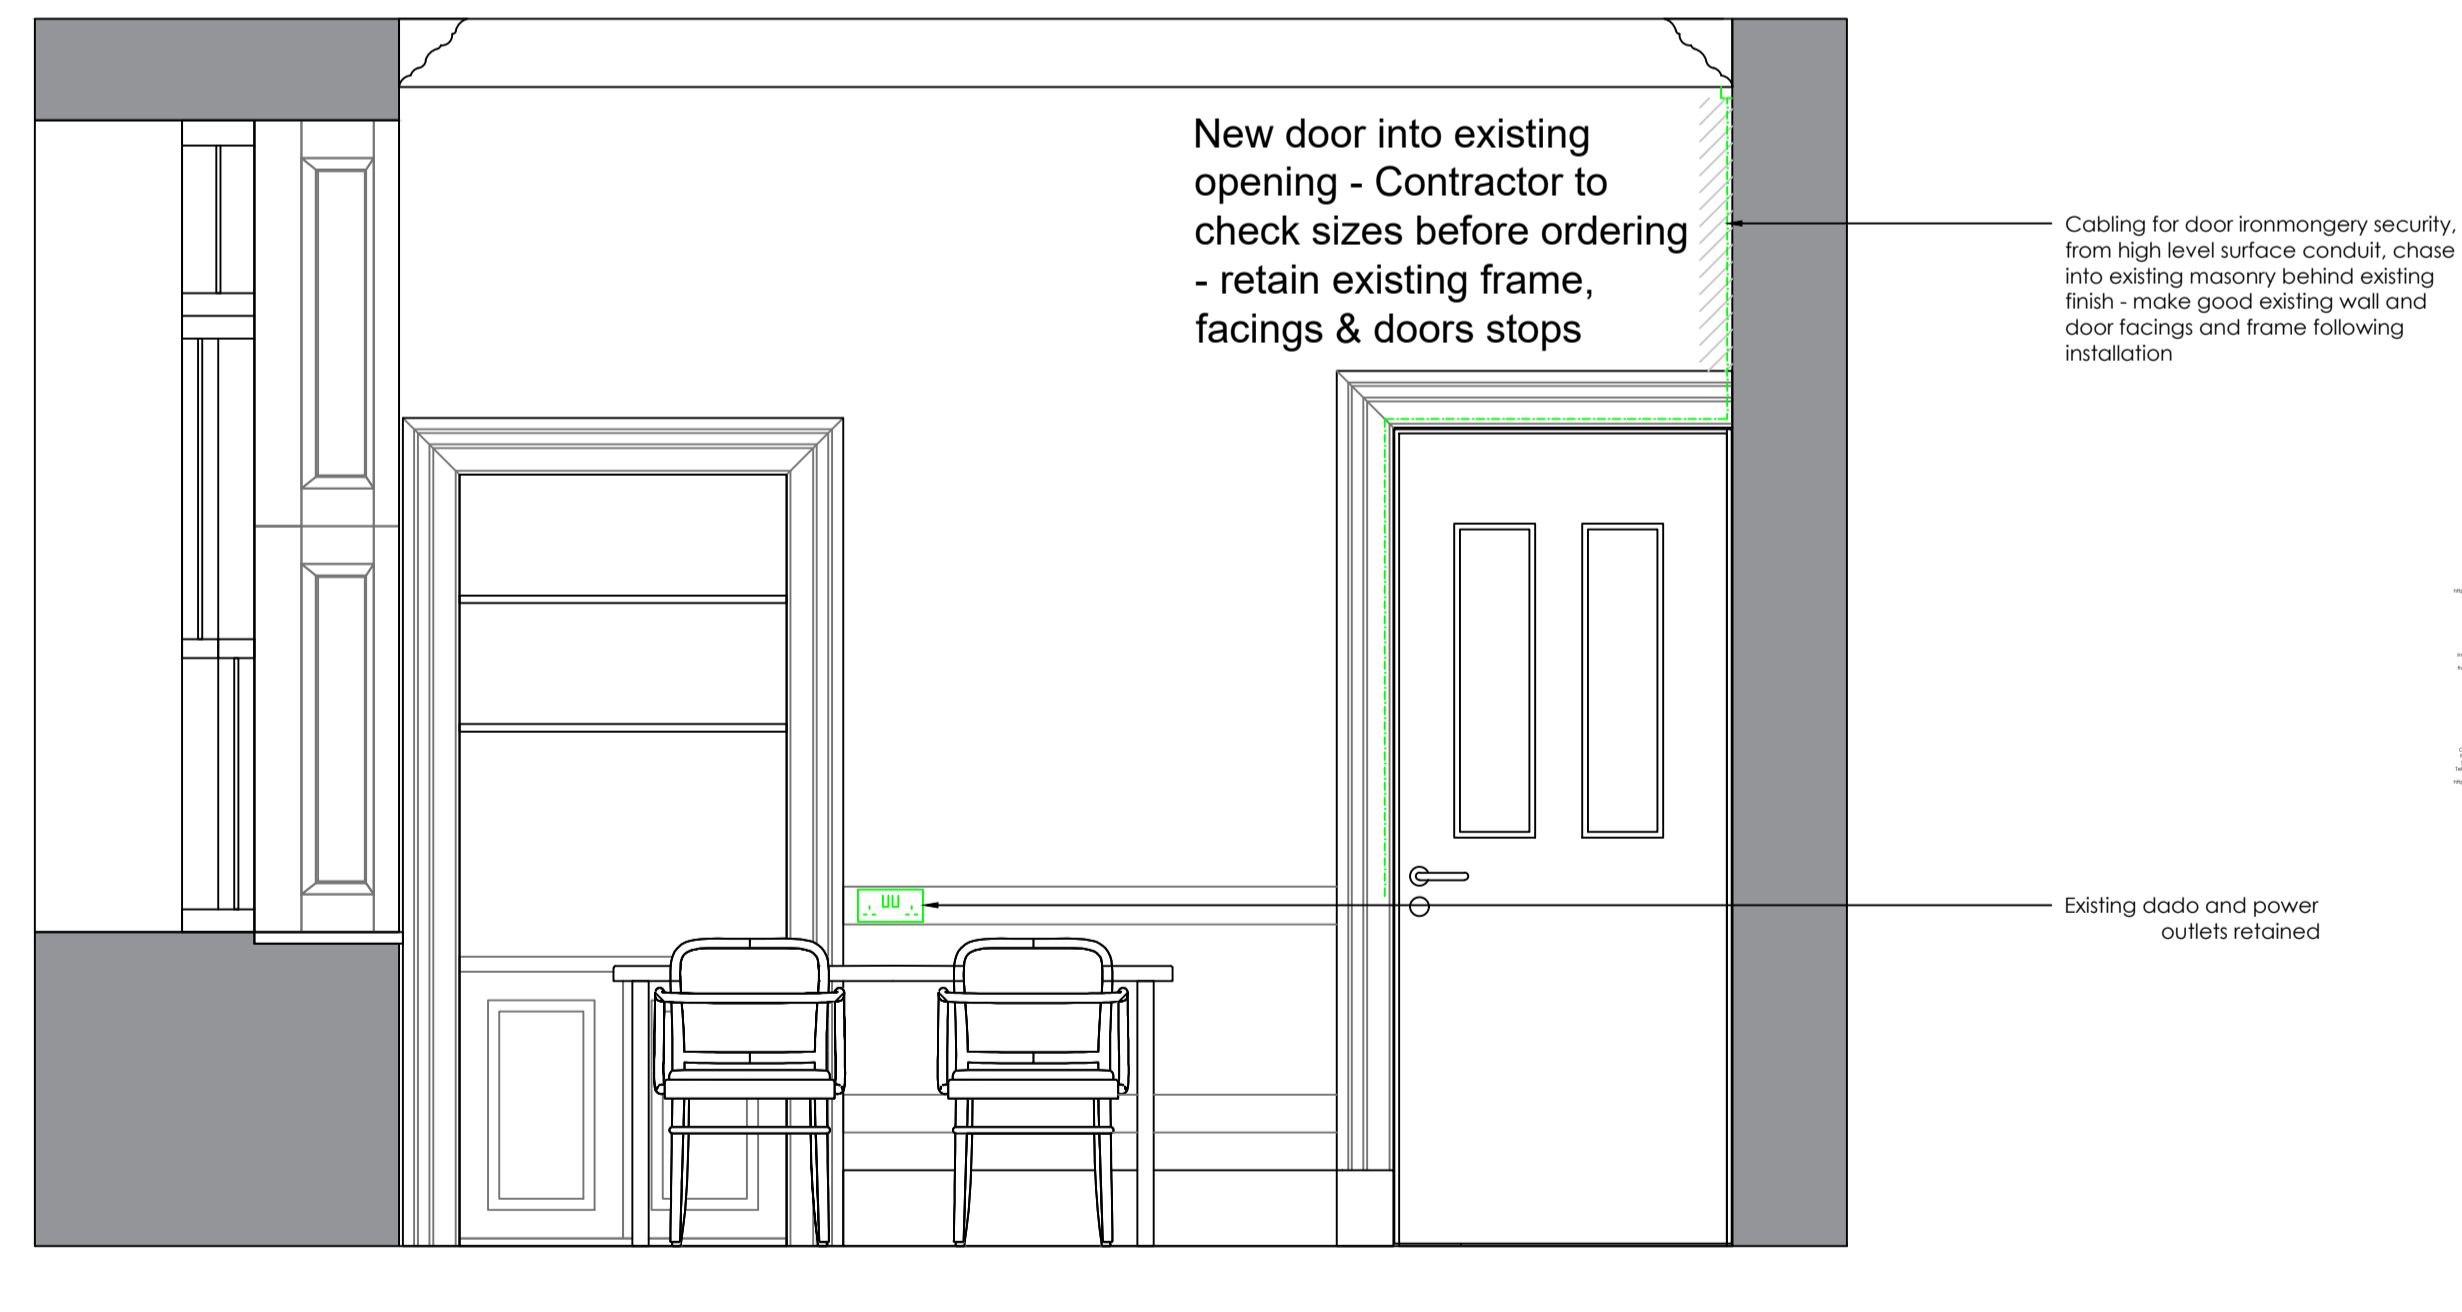 New door into existing
opening - Contractor to
check sizes before ordering
- retain existing frame,
facings & doors stops
Cabling for door ironmongery security,
from high level surface conduit, chase
into existing masonry behind existing
finish - make good existing wall and
door facings and frame following
installation
Existing dado and power
outlets retained